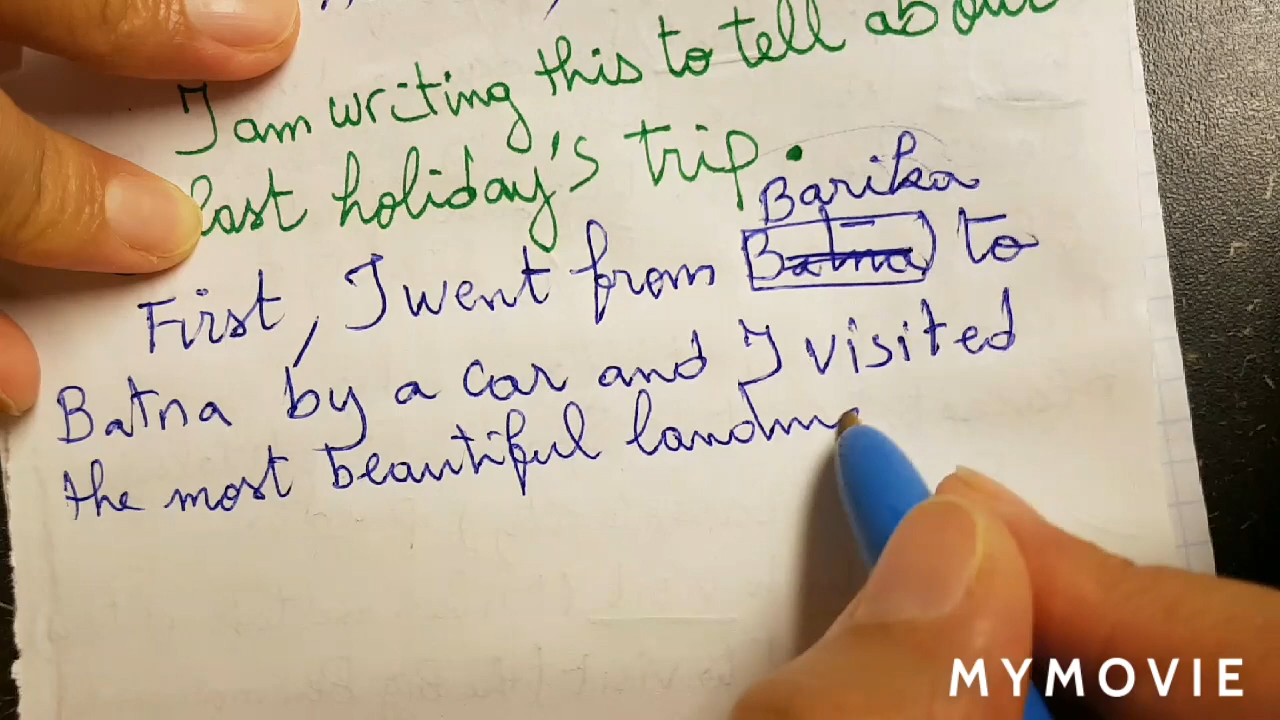 I am writing this to tell about
last holiday's trip.
Barika
First, I went from Batna to
Batna by a car and I visited
the most beautiful landm
MYMOVIE